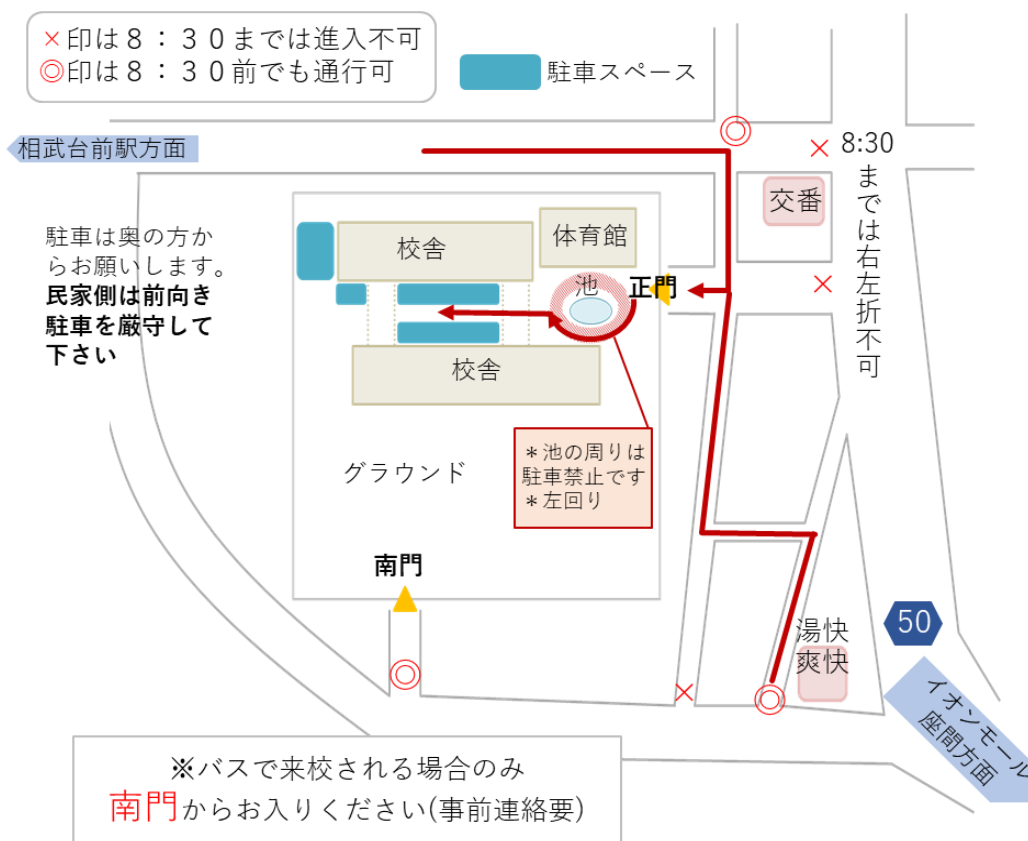 ×印は８：３０までは進入不可
◎印は８：３０前でも通行可
駐車スペース
相武台前駅方面
8:30
までは右左折不可
交番
駐車は奥の方か
らお願いします。
民家側は前向き
駐車を厳守して
下さい
校舎
体育館
池
正門
校舎
＊池の周りは
駐車禁止です
＊左回り
グラウンド
南門
湯快
爽快
50
イオンモール
座間方面
※バスで来校される場合のみ
南門からお入りください(事前連絡要)